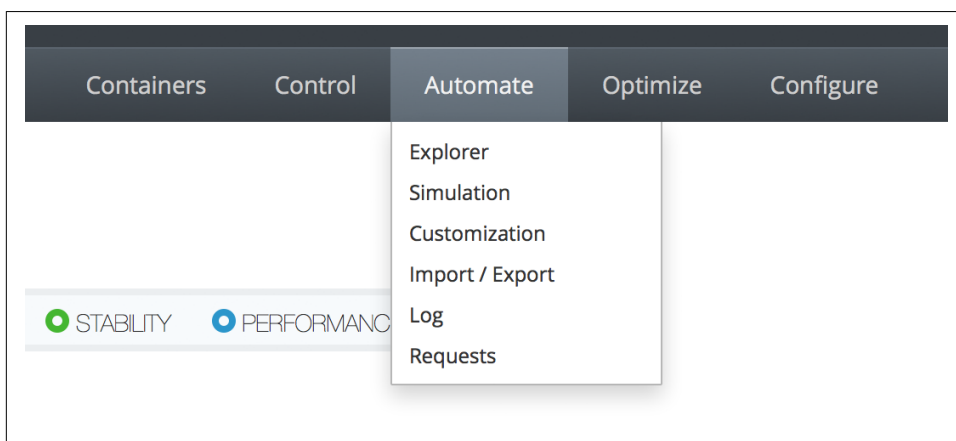 Containers Control Automate Optimize Configure
Explorer
Simulation
Customization
Import / Export
Log
Requests
STABILITY PERFORMANC